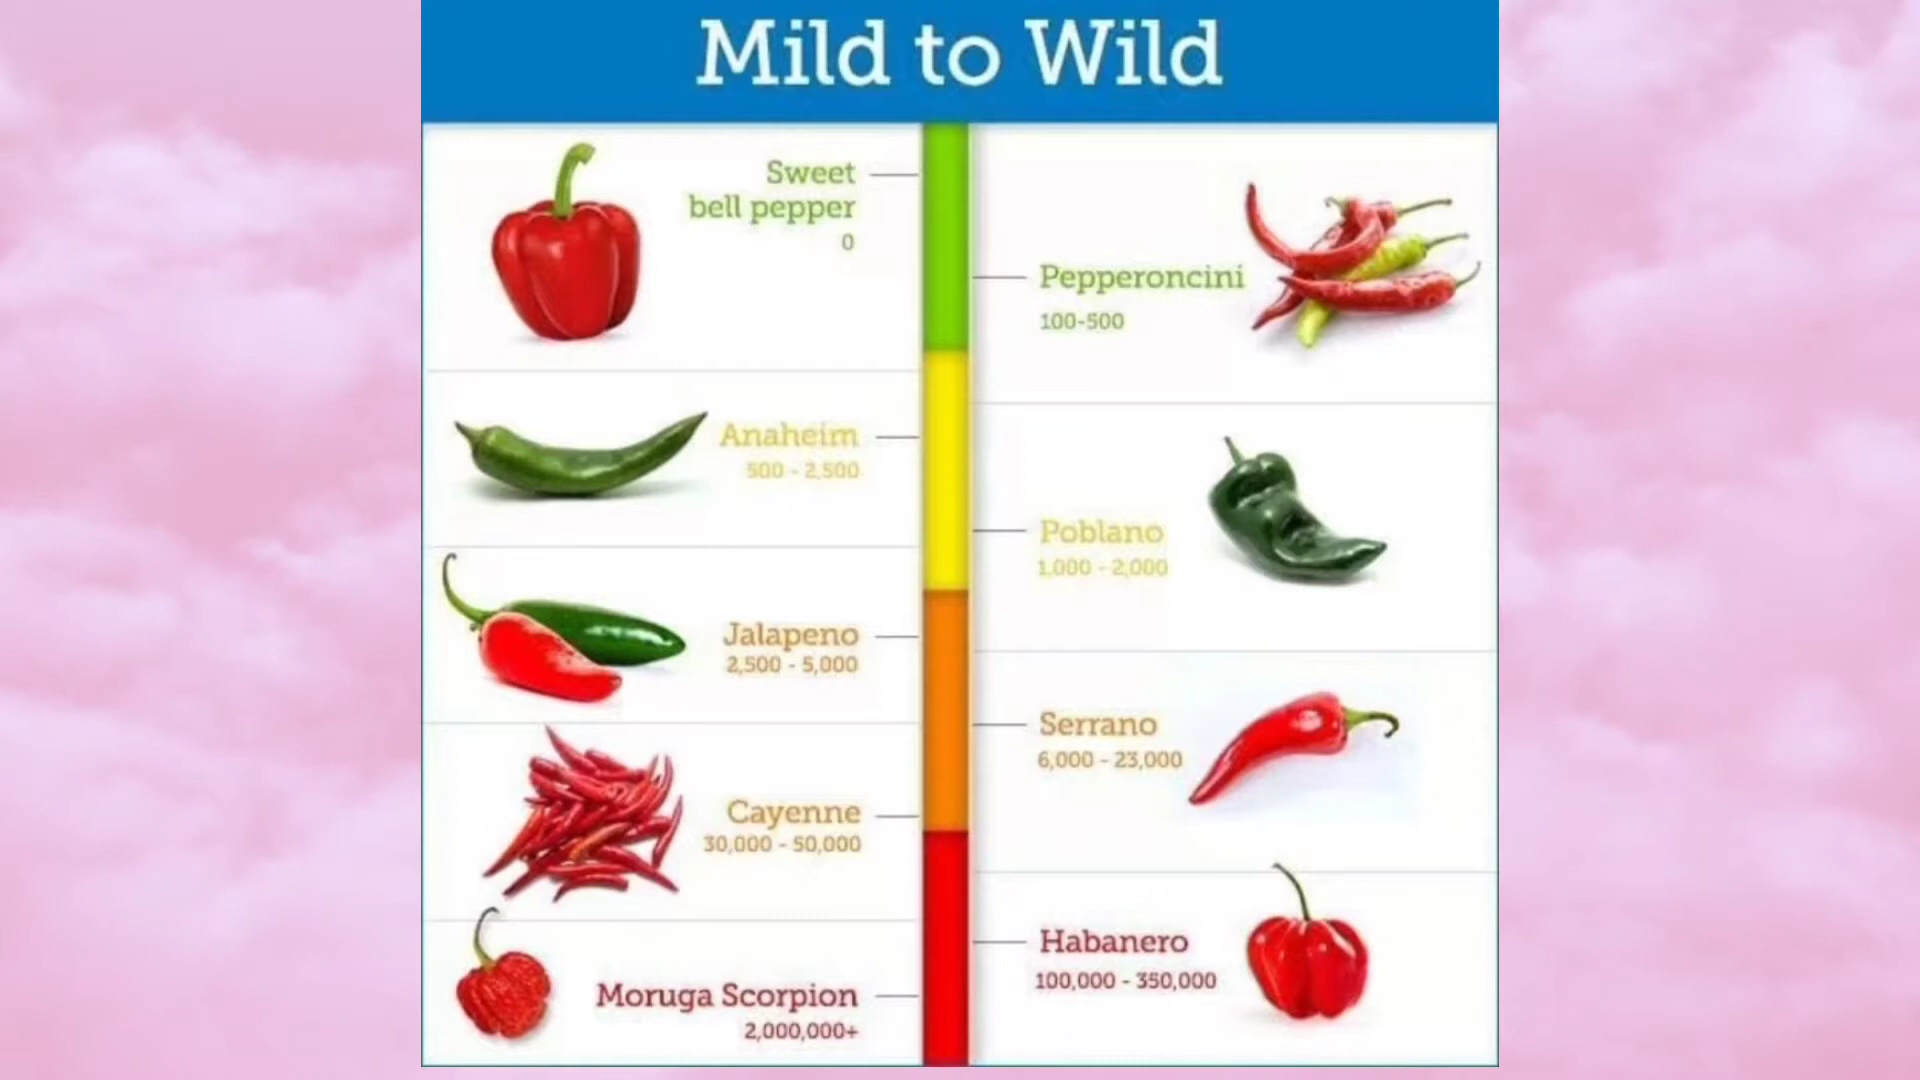 Mild to Wild
Sweet
bell pepper
0
Pepperoncini
100-500
Anaheim
500 - 2,500
Poblano
1,000 - 2,000
Jalapeno
2,500 - 5,000
Serrano
6,000 - 23,000
Cayenne
30,000 - 50,000
Habanero
100,000 - 350,000
Moruga Scorpion
2,000,000+